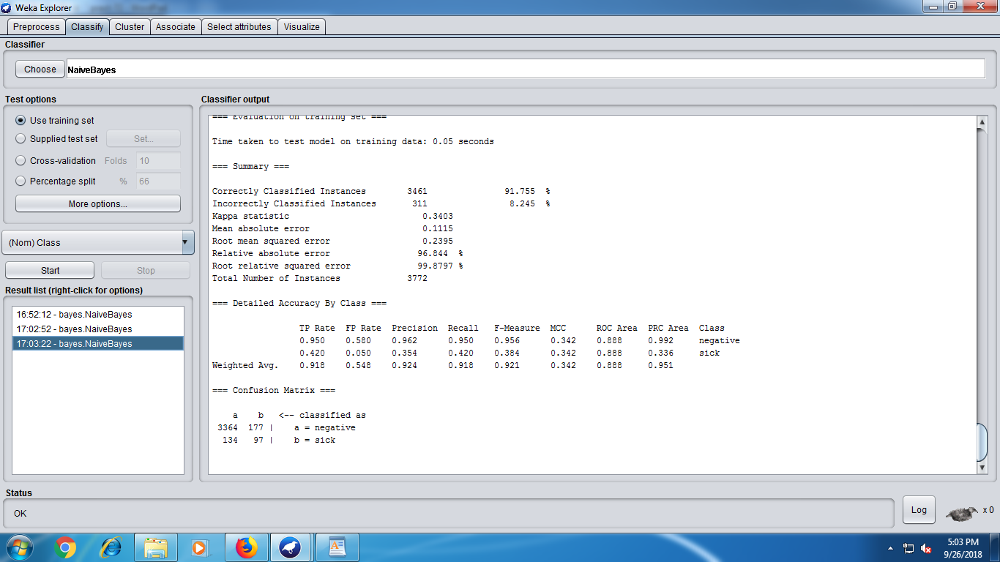 Weka Explorer
Preprocess Classify Cluster Associate Select attributes Visualize
Classifier
Choose NaiveBayes
Test options
Use training set
Supplied test set Set...
Cross-validation Folds 10
Percentage split % 66
More options...
(Nom) Class
Start Stop
Result list (right-click for options)
16:52:12 - bayes.NaiveBayes
17:02:52 - bayes.NaiveBayes
17:03:22 - bayes.NaiveBayes
Classifier output
=== Evaluation on training set ===
Time taken to test model on training data: 0.05 seconds
=== Summary ===
Correctly Classified Instances 3461 91.755 %
Incorrectly Classified Instances 311 8.245 %
Kappa statistic 0.3403
Mean absolute error 0.1115
Root mean squared error 0.2395
Relative absolute error 96.844 %
Root relative squared error 99.8797 %
Total Number of Instances 3772
=== Detailed Accuracy By Class ===
TP Rate FP Rate Precision Recall F-Measure MCC ROC Area PRC Area Class
0.950 0.580 0.962 0.950 0.956 0.342 0.888 0.992 negative
0.420 0.050 0.354 0.420 0.384 0.342 0.888 0.336 sick
Weighted Avg. 0.918 0.548 0.924 0.918 0.921 0.342 0.888 0.951
=== Confusion Matrix ===
a b <-- classified as
3364 177 | a = negative
134 97 | b = sick
Status
OK
Log x 0
5:03 PM
9/26/2018